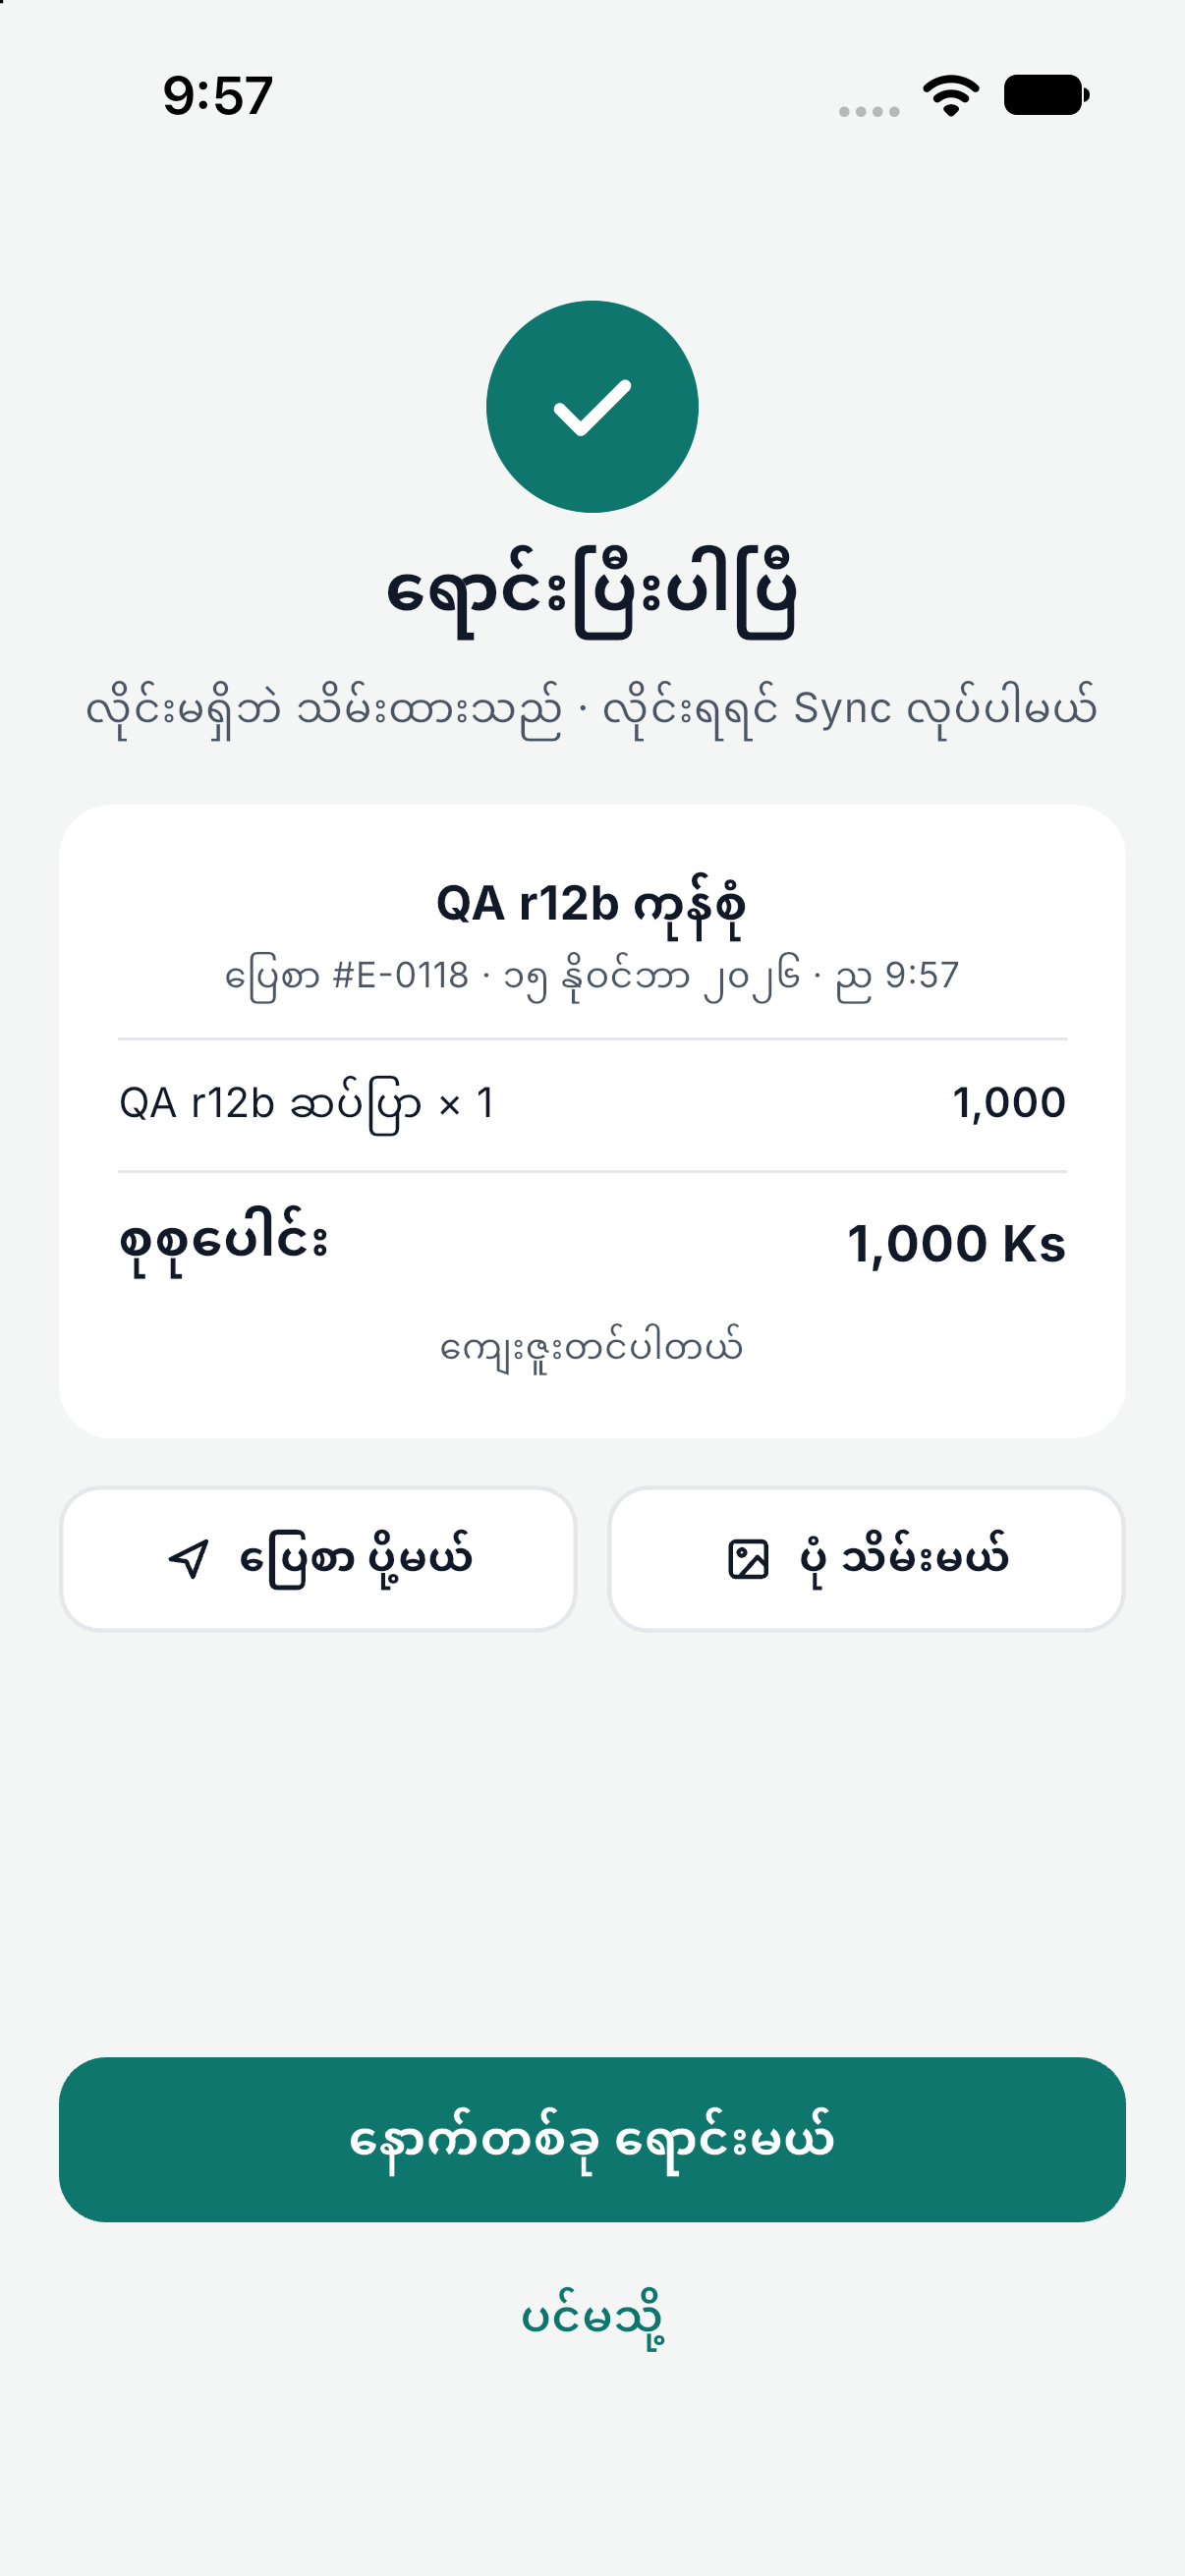 9:57
ရောင်းပြီးပါပြီ
လိုင်းမရှိဘဲ သိမ်းထားသည် · လိုင်းရရင် Sync လုပ်ပါမယ်
QA r12b ကုန်စုံ
ပြေစာ #E-0118 · ၁၅ နိုဝင်ဘာ ၂၀၂၆ · ည 9:57
QA r12b ဆပ်ပြာ × 1 1,000
စုစုပေါင်း 1,000 Ks
ကျေးဇူးတင်ပါတယ်
ပြေစာ ပို့မယ် ပုံ သိမ်းမယ်
နောက်တစ်ခု ရောင်းမယ်
ပင်မသို့